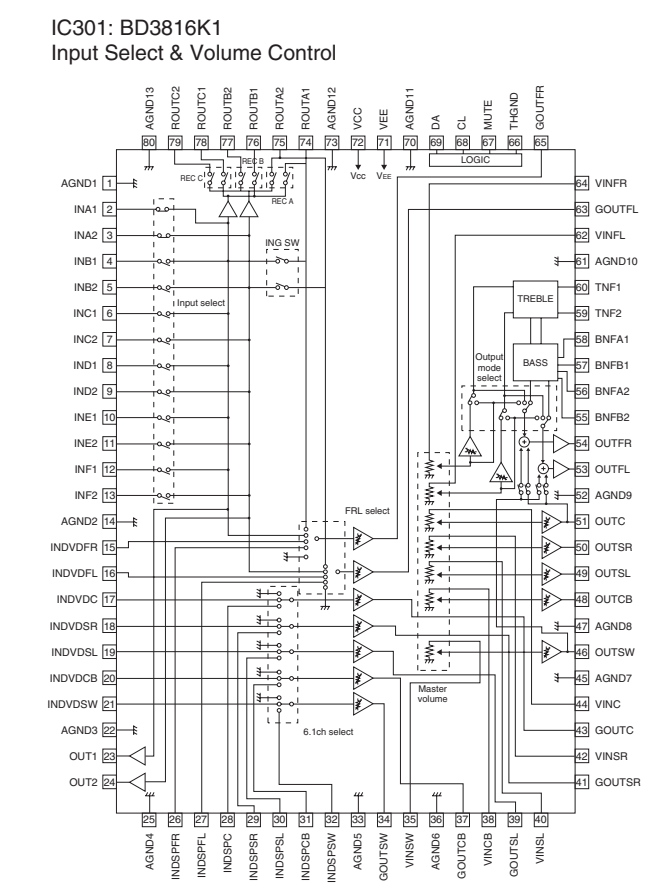 IC301: BD3816K1
Input Select & Volume Control
AGND13
ROUTC2
ROUTC1
ROUTB2
ROUTB1
ROUTA2
ROUTA1
AGND12
VCC
VEE
AGND11
DA
CL
MUTE
THGND
GOUTFR
80 79 78 77 76 75 74 73 72 71 70 69 68 67 66 65
LOGIC
REC B
REC C
REC A
Vcc
VEE
AGND1 1
INA1 2
INA2 3
INB1 4
INB2 5
INC1 6
INC2 7
IND1 8
IND2 9
INE1 10
INE2 11
INF1 12
INF2 13
AGND2 14
INDVDFR 15
INDVDFL 16
INDVDC 17
INDVDSR 18
INDVDSL 19
INDVDCB 20
INDVDSW 21
AGND3 22
OUT1 23
OUT2 24
ING SW
Input select
FRL select
6.1ch select
Master
volume
Output
mode
select
TREBLE
BASS
64 VINFR
63 GOUTFL
62 VINFL
61 AGND10
60 TNF1
59 TNF2
58 BNFA1
57 BNFB1
56 BNFA2
55 BNFB2
54 OUTFR
53 OUTFL
52 AGND9
51 OUTC
50 OUTSR
49 OUTSL
48 OUTCB
47 AGND8
46 OUTSW
45 AGND7
44 VINC
43 GOUTC
42 VINSR
41 GOUTSR
25 26 27 28 29 30 31 32 33 34 35 36 37 38 39 40
AGND4
INDSPFR
INDSPFL
INDSPC
INDSPSR
INDSPSL
INDSPCB
INDSPSW
AGND5
GOUTSW
VINSW
AGND6
GOUTCB
VINCB
GOUTSL
VINSL